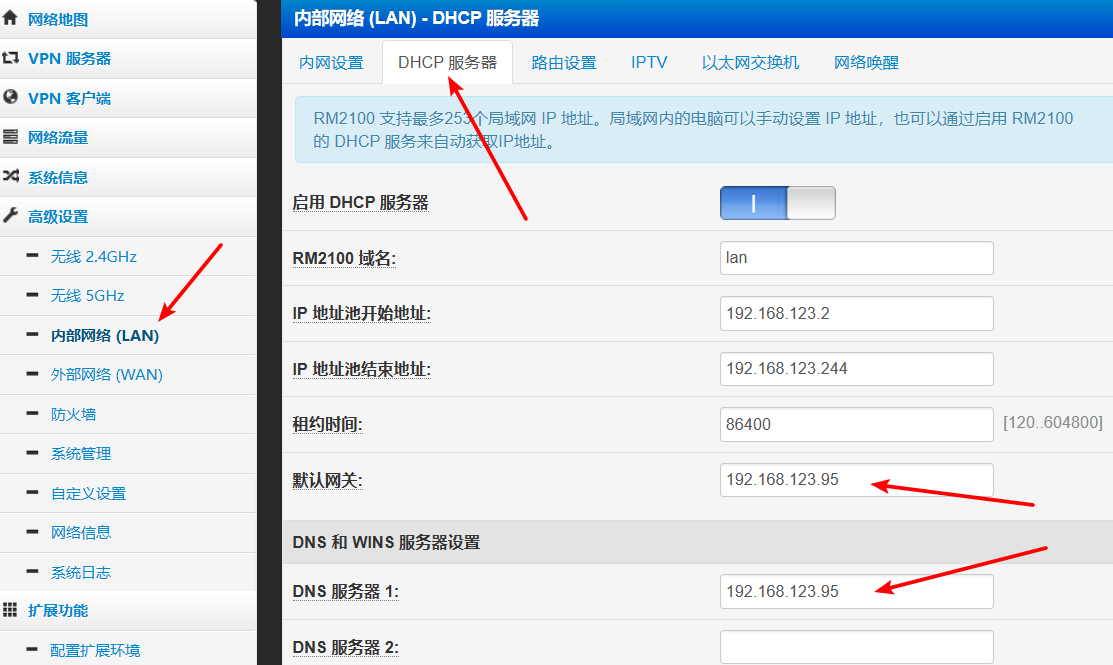 网络地图
VPN 服务器
VPN 客户端
网络流量
系统信息
高级设置
无线 2.4GHz
无线 5GHz
内部网络 (LAN)
外部网络 (WAN)
防火墙
系统管理
自定义设置
网络信息
系统日志
扩展功能
配置扩展环境
内部网络 (LAN) - DHCP 服务器
内网设置 DHCP 服务器 路由设置 IPTV 以太网交换机 网络唤醒
RM2100 支持最多253个局域网 IP 地址。局域网内的电脑可以手动设置 IP 地址，也可以通过启用 RM2100
的 DHCP 服务来自动获取IP地址。
启用 DHCP 服务器
RM2100 域名: lan
IP 地址池开始地址: 192.168.123.2
IP 地址池结束地址: 192.168.123.244
租约时间: 86400 [120..604800]
默认网关: 192.168.123.95
DNS 和 WINS 服务器设置
DNS 服务器 1: 192.168.123.95
DNS 服务器 2: